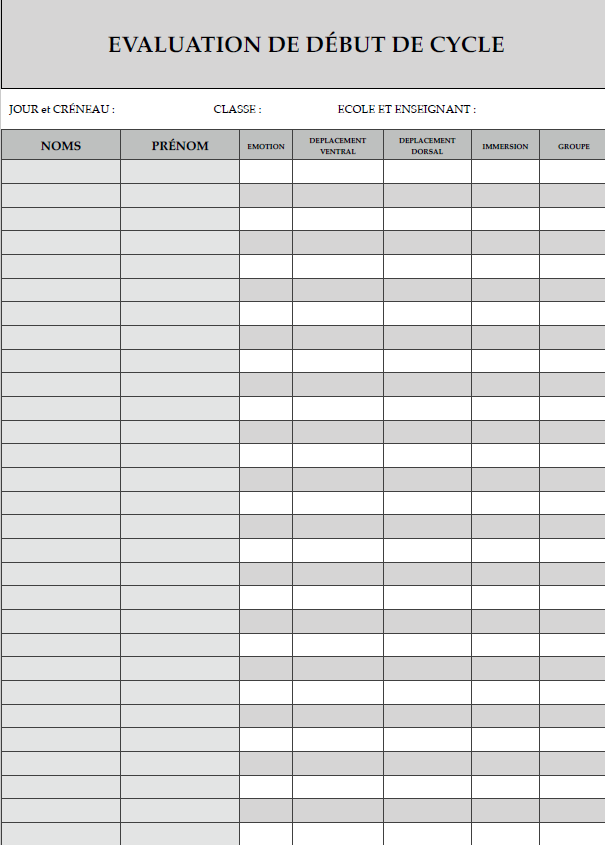 EVALUATION DE DÉBUT DE CYCLE
JOUR et CRÉNEAU : CLASSE : ECOLE ET ENSEIGNANT :
NOMS PRÉNOM EMOTION DEPLACEMENT VENTRAL DEPLACEMENT DORSAL IMMERSION GROUPE